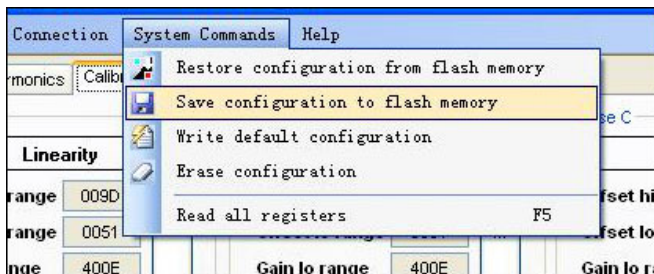 Connection System Commands Help
rmonics Calib
Restore configuration from flash memory
Save configuration to flash memory
se C
Write default configuration
Linearity
Erase configuration
range 009D
fset hi
Read all registers F5
range 0051
fset lo
nge 400E Gain lo range 400E Gain lo r